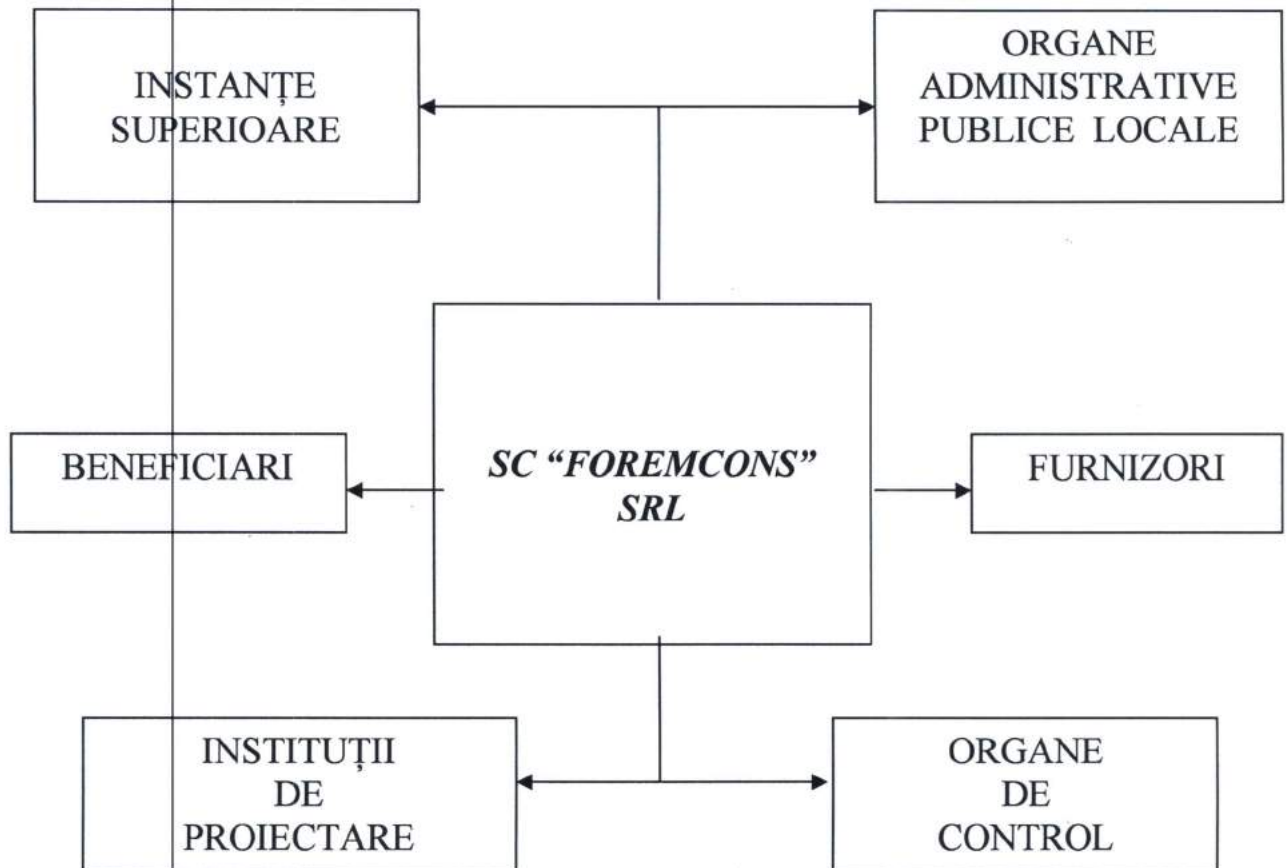 INSTANȚE
SUPERIOARE
ORGANE
ADMINISTRATIVE
PUBLICE LOCALE
BENEFICIARI
SC “FOREMCONS”
SRL
FURNIZORI
INSTITUȚII
DE
PROIECTARE
ORGANE
DE
CONTROL